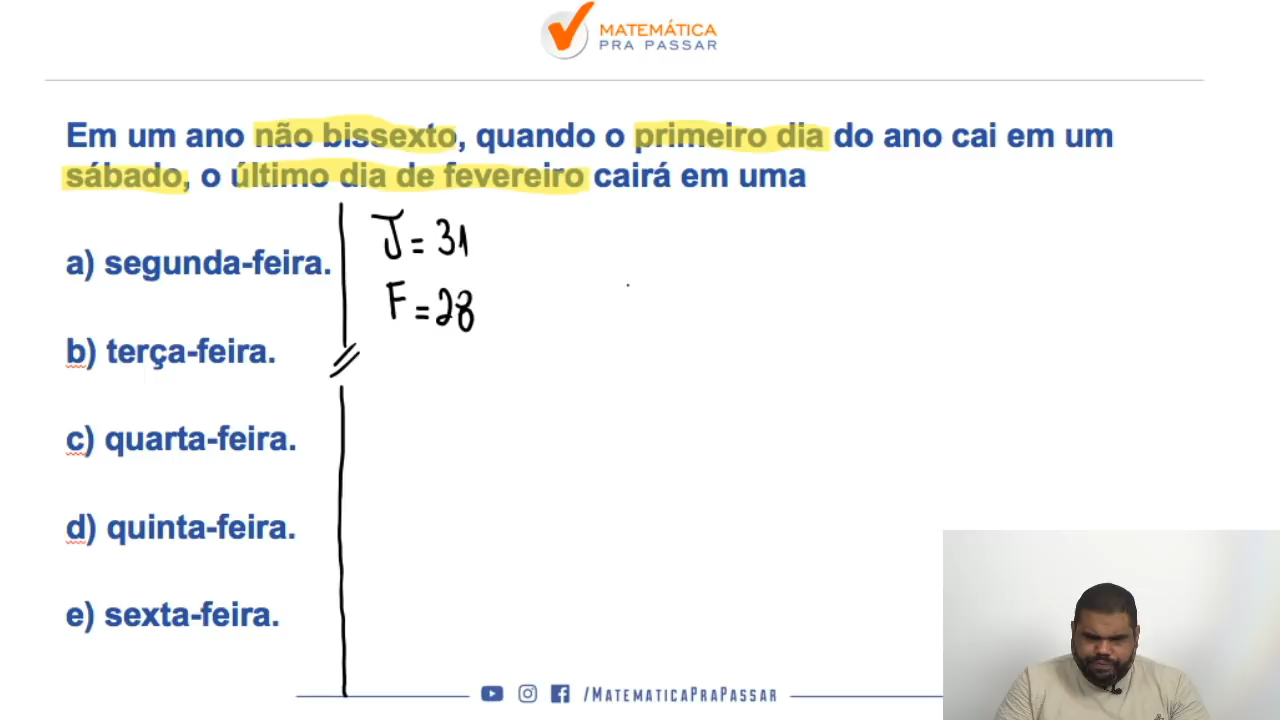 MATEMÁTICA
PRA PASSAR
Em um ano não bissexto, quando o primeiro dia do ano cai em um
sábado, o último dia de fevereiro cairá em uma
a) segunda-feira.
b) terça-feira.
c) quarta-feira.
d) quinta-feira.
e) sexta-feira.
J = 31
F = 28
/MATEMATICAPRAPASSAR